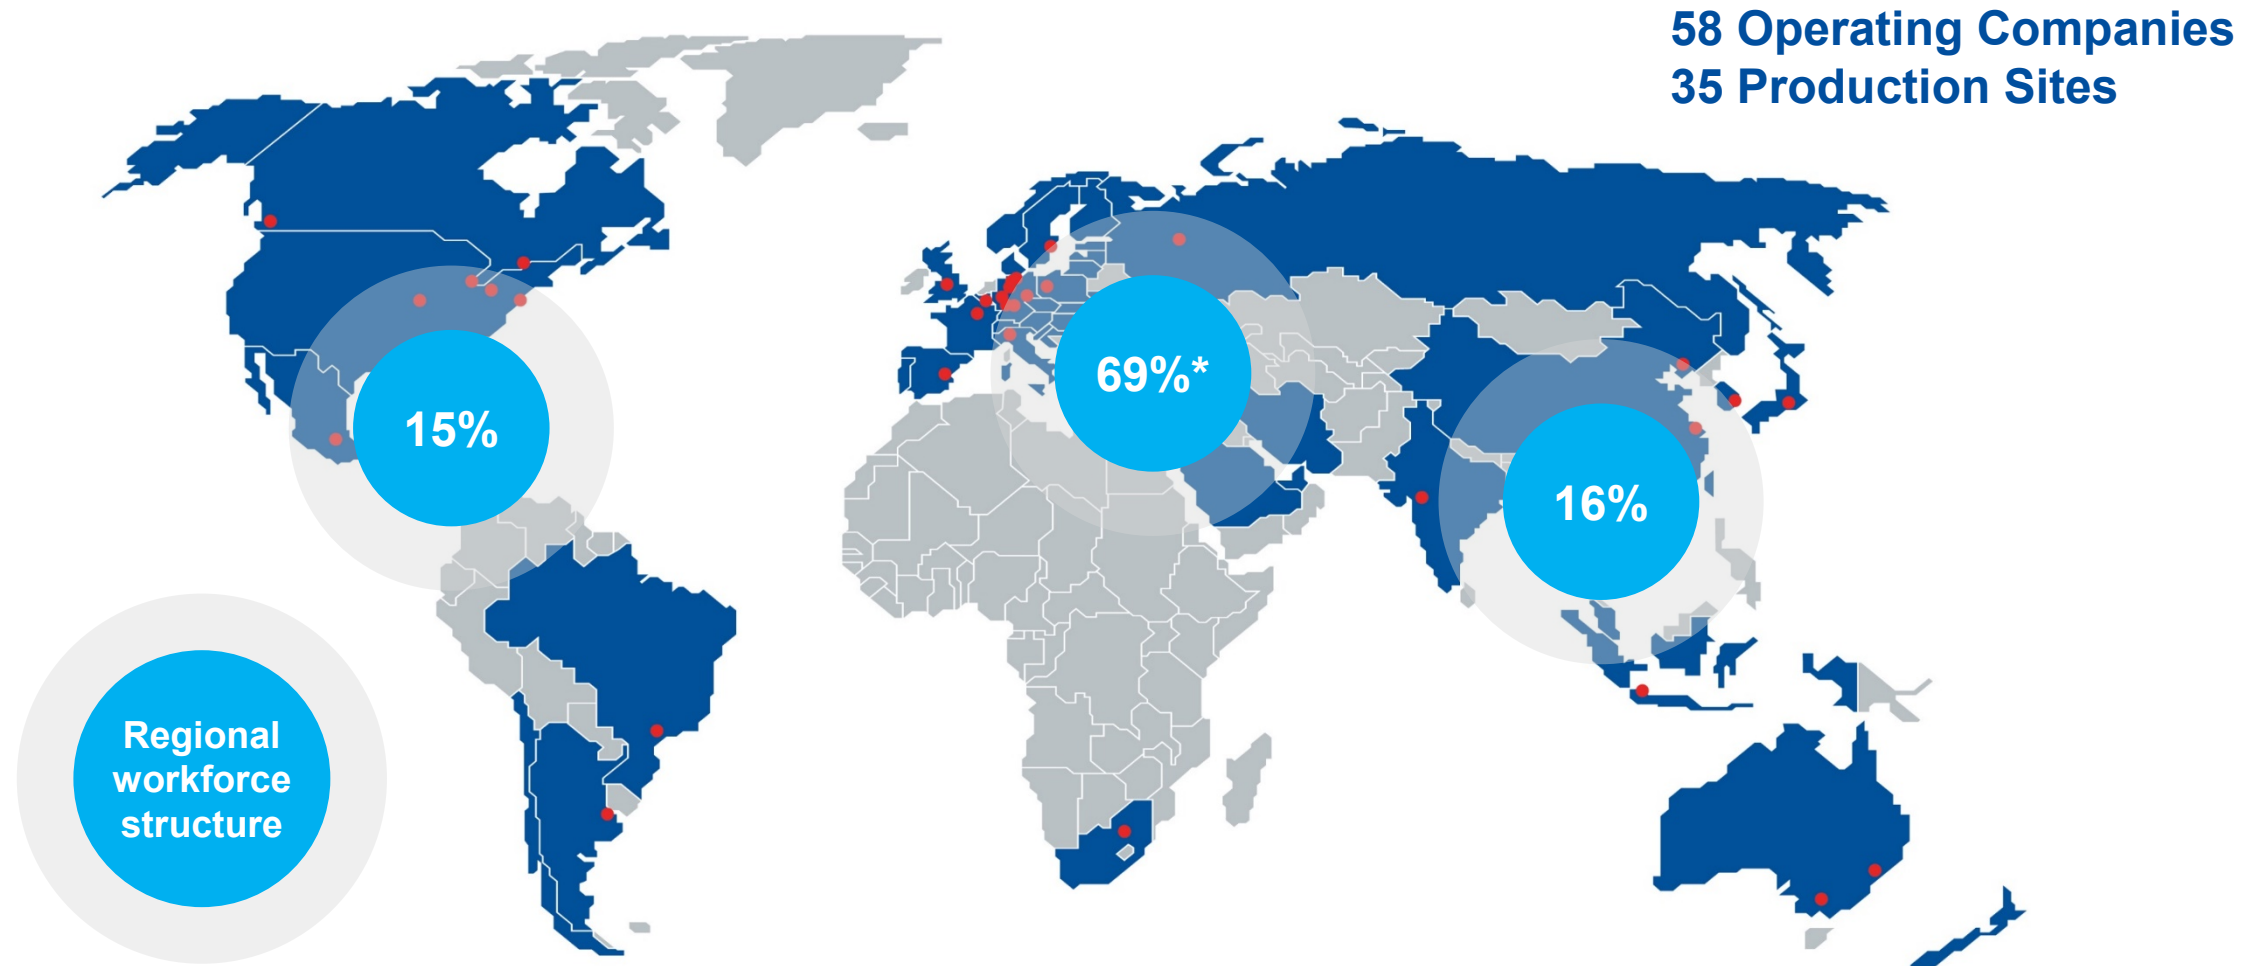 58 Operating Companies
35 Production Sites
15%
69%*
16%
Regional
workforce
structure